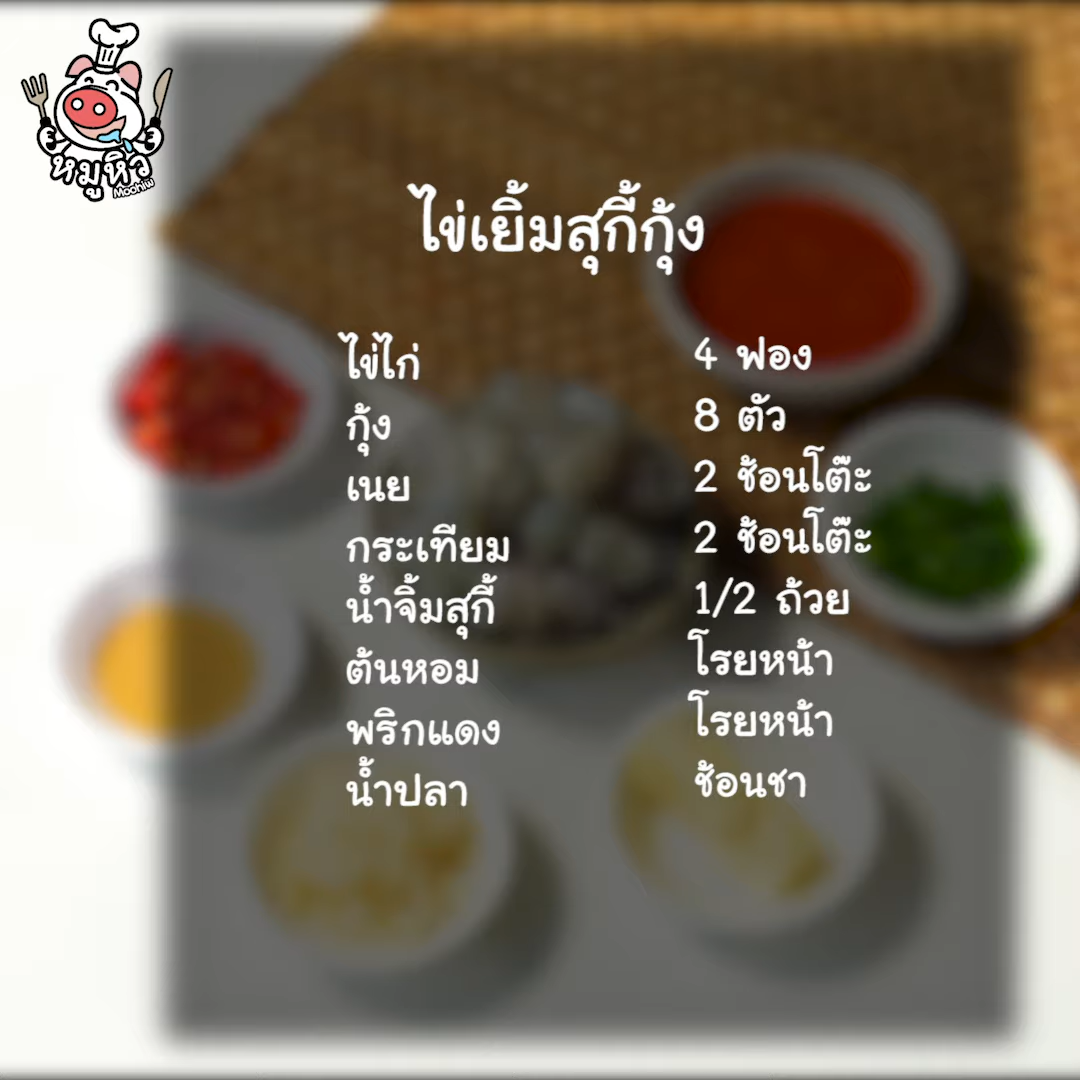 หมูหิว
Moohiw
ไข่เยิ้มสุกี้กุ้ง
ไข่ไก่ 4 ฟอง
กุ้ง 8 ตัว
เนย 2 ช้อนโต๊ะ
กระเทียม 2 ช้อนโต๊ะ
น้ำจิ้มสุกี้ 1/2 ถ้วย
ต้นหอม โรยหน้า
พริกแดง โรยหน้า
น้ำปลา ช้อนชา